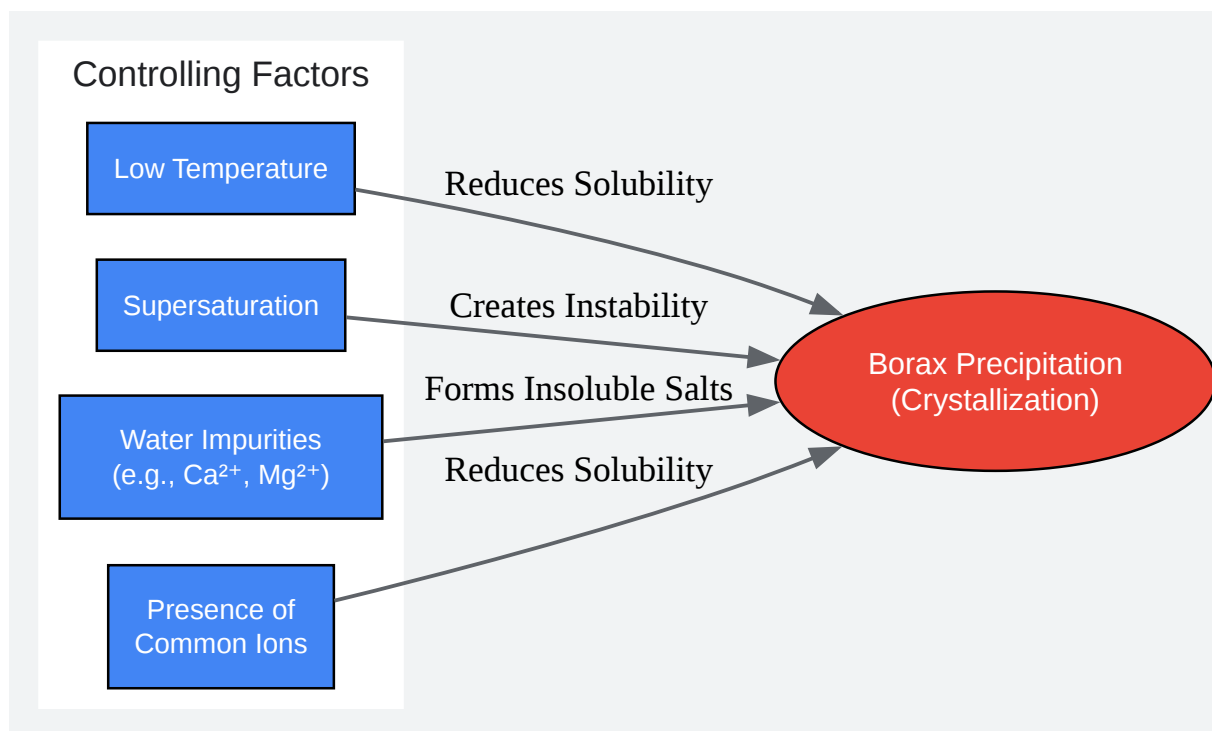 Controlling Factors
Low Temperature
Reduces Solubility
Supersaturation
Creates Instability
Water Impurities
(e.g., Ca²⁺, Mg²⁺)
Forms Insoluble Salts
Presence of
Common Ions
Reduces Solubility
Borax Precipitation
(Crystallization)